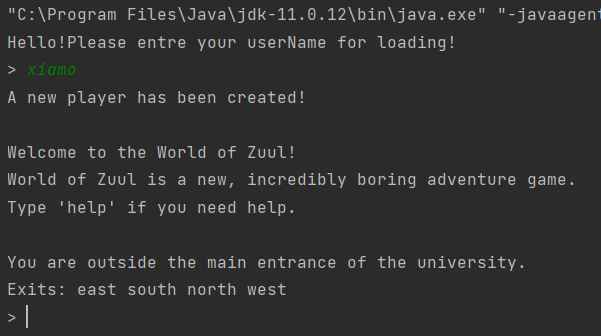 "C:\Program Files\Java\jdk-11.0.12\bin\java.exe" "-javaagent
Hello!Please entre your userName for loading!
> xiamo
A new player has been created!
Welcome to the World of Zuul!
World of Zuul is a new, incredibly boring adventure game.
Type 'help' if you need help.
You are outside the main entrance of the university.
Exits: east south north west
>